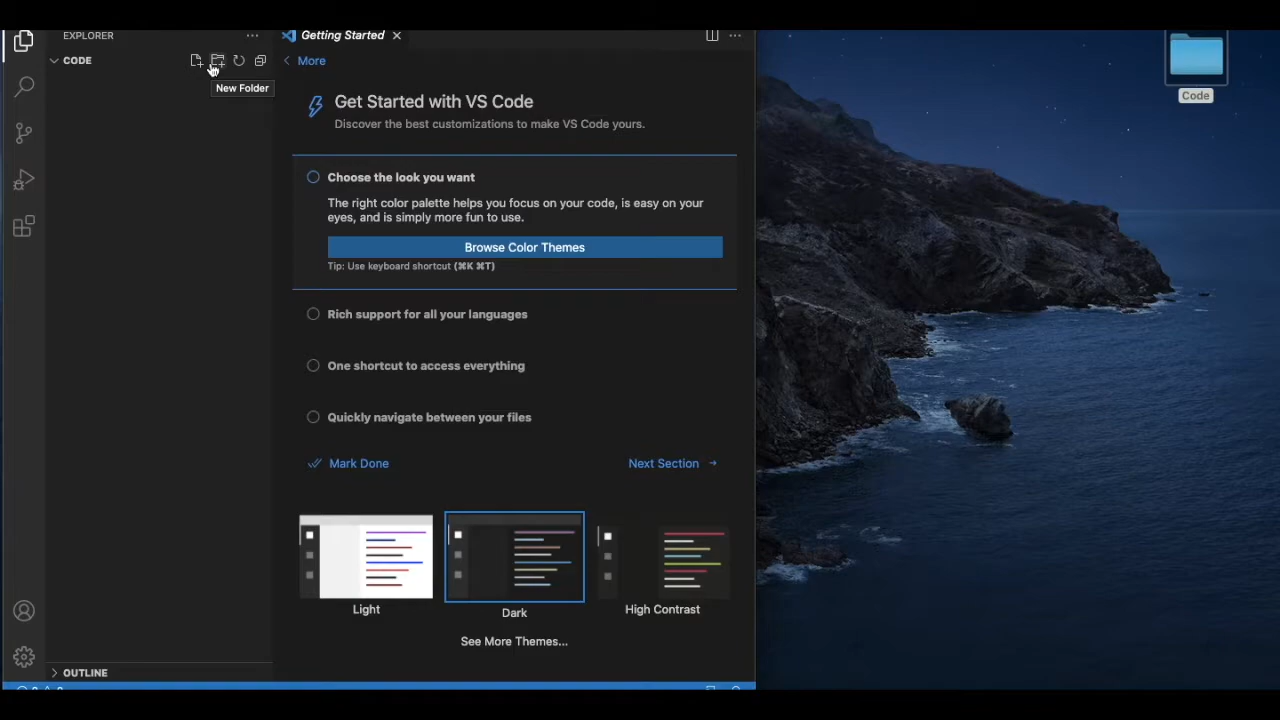 EXPLORER
Getting Started
CODE
More
New Folder
Code
Get Started with VS Code
Discover the best customizations to make VS Code yours.
Choose the look you want
The right color palette helps you focus on your code, is easy on your
eyes, and is simply more fun to use.
Browse Color Themes
Tip: Use keyboard shortcut (⌘K ⌘T)
Rich support for all your languages
One shortcut to access everything
Quickly navigate between your files
Mark Done
Next Section
Light
Dark
High Contrast
See More Themes...
OUTLINE